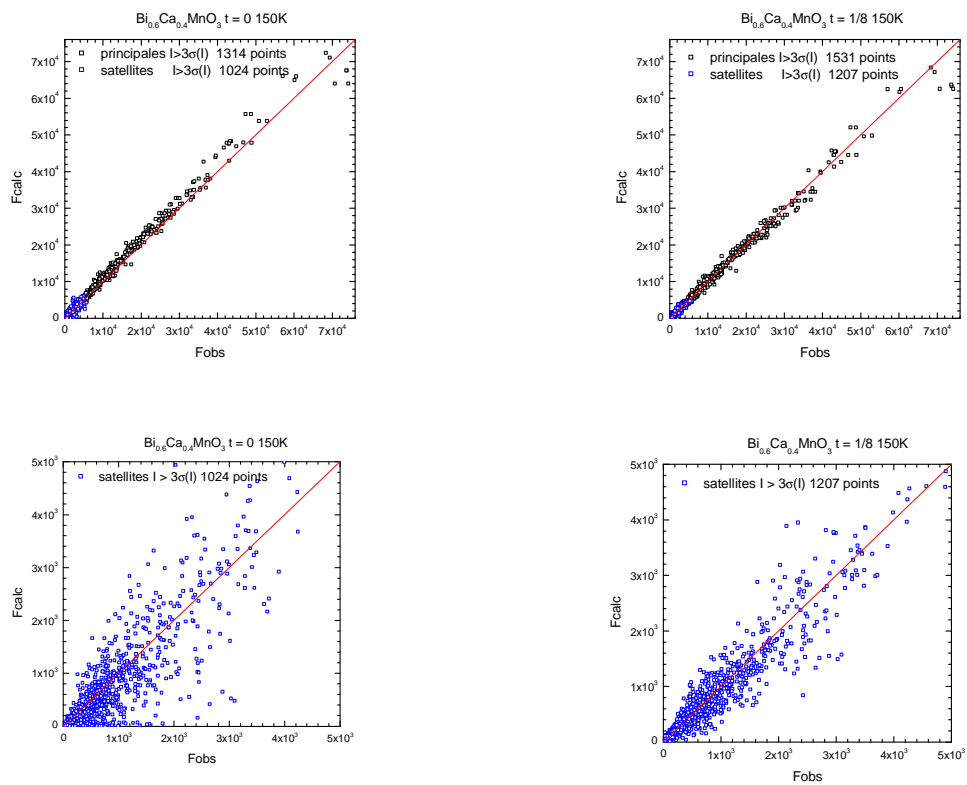 Bi0.6Ca0.4MnO3 t = 0 150K
principales I>3σ(I) 1314 points
satellites I>3σ(I) 1024 points
7x10^4
6x10^4
5x10^4
4x10^4
3x10^4
2x10^4
1x10^4
0
Fcalc
0 1x10^4 2x10^4 3x10^4 4x10^4 5x10^4 6x10^4 7x10^4
Fobs
Bi0.6Ca0.4MnO3 t = 1/8 150K
principales I>3σ(I) 1531 points
satellites I>3σ(I) 1207 points
7x10^4
6x10^4
5x10^4
4x10^4
3x10^4
2x10^4
1x10^4
0
Fcalc
0 1x10^4 2x10^4 3x10^4 4x10^4 5x10^4 6x10^4 7x10^4
Fobs
Bi0.6Ca0.4MnO3 t = 0 150K
satellites I > 3σ(I) 1024 points
5x10^3
4x10^3
3x10^3
2x10^3
1x10^3
0
Fcalc
0 1x10^3 2x10^3 3x10^3 4x10^3 5x10^3
Fobs
Bi0.6Ca0.4MnO3 t = 1/8 150K
satellites I > 3σ(I) 1207 points
5x10^3
4x10^3
3x10^3
2x10^3
1x10^3
0
Fcalc
0 1x10^3 2x10^3 3x10^3 4x10^3 5x10^3
Fobs